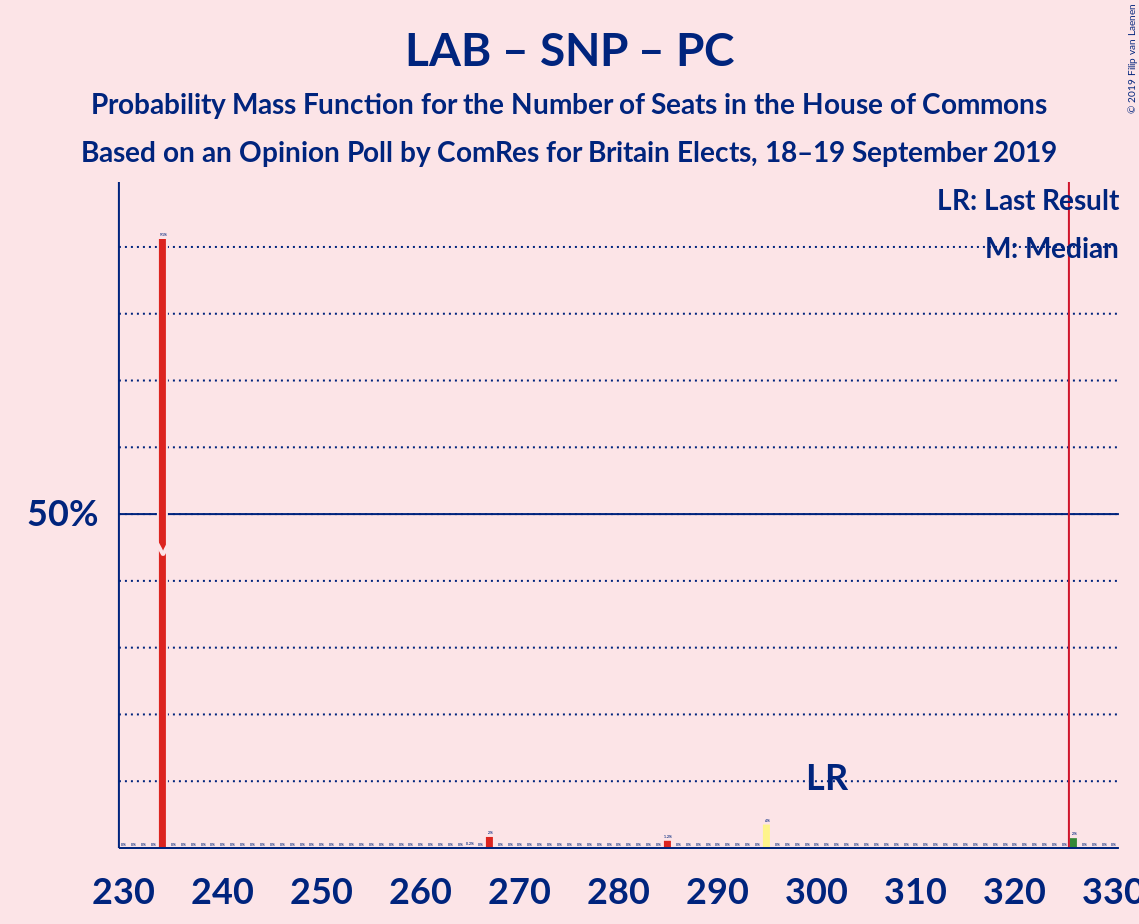 LAB – SNP – PC
Probability Mass Function for the Number of Seats in the House of Commons
Based on an Opinion Poll by ComRes for Britain Elects, 18–19 September 2019
© 2019 Filip van Laenen
LR: Last Result
M: Median
50%
LR
230 240 250 260 270 280 290 300 310 320 330